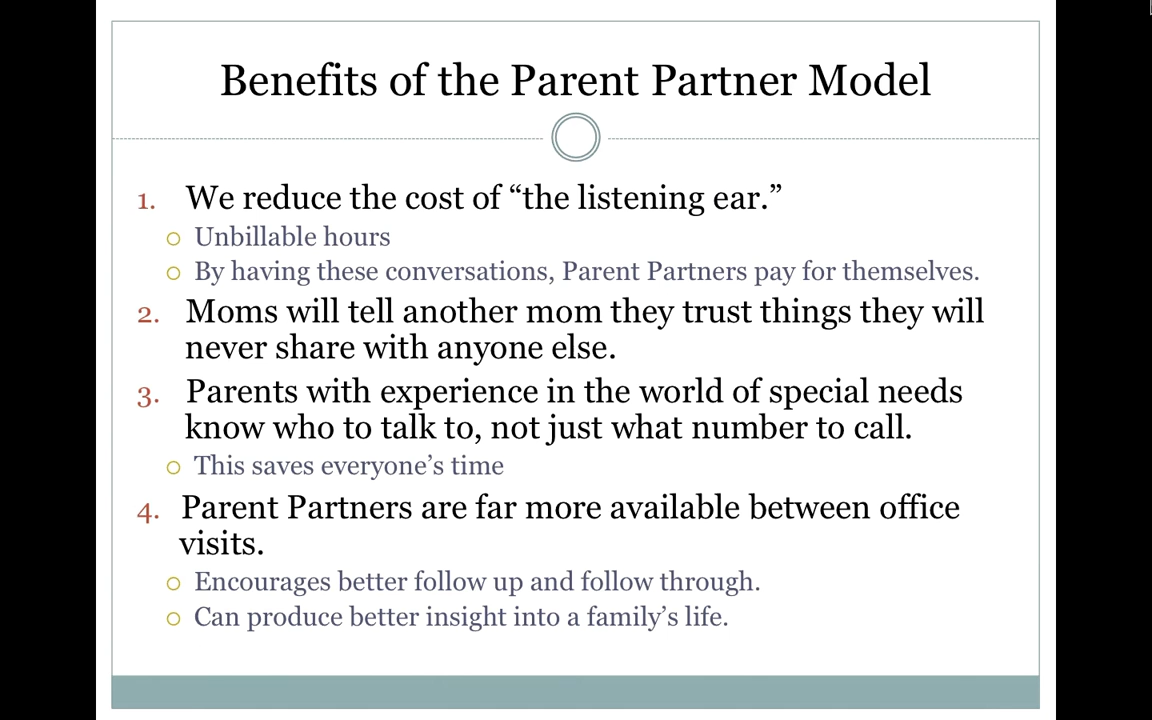 Benefits of the Parent Partner Model
1. We reduce the cost of “the listening ear.”
Unbillable hours
By having these conversations, Parent Partners pay for themselves.
2. Moms will tell another mom they trust things they will
never share with anyone else.
3. Parents with experience in the world of special needs
know who to talk to, not just what number to call.
This saves everyone’s time
4. Parent Partners are far more available between office
visits.
Encourages better follow up and follow through.
Can produce better insight into a family’s life.